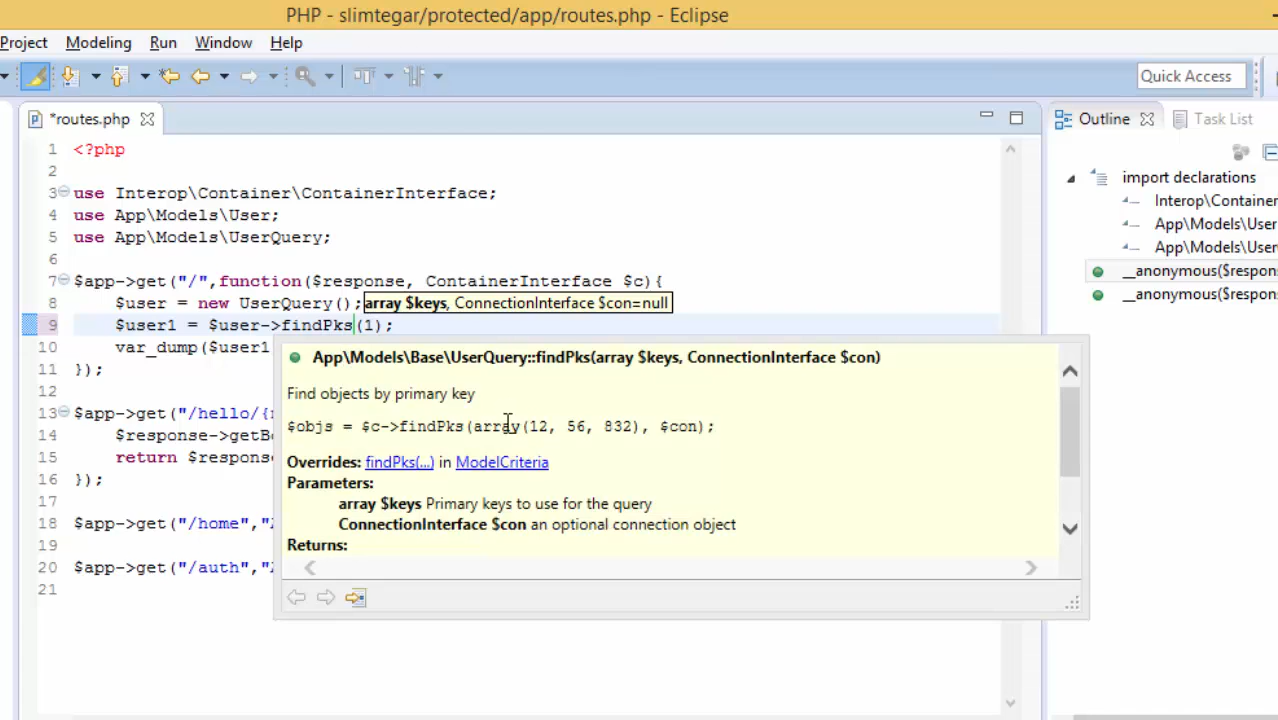 PHP - slimtegar/protected/app/routes.php - Eclipse
Project Modeling Run Window Help
Quick Access
*routes.php
Outline Task List
1 <?php
2
3 use Interop\Container\ContainerInterface;
4 use App\Models\User;
5 use App\Models\UserQuery;
6
7 $app->get("/",function($response, ContainerInterface $c){
8 $user = new UserQuery();
array $keys, ConnectionInterface $con=null
9 $user1 = $user->findPks(1);
10 var_dump($user1
11 });
12
13 $app->get("/hello/{
14 $response->getB
15 return $respons
16 });
17
18 $app->get("/home","
19
20 $app->get("/auth","
21
App\Models\Base\UserQuery::findPks(array $keys, ConnectionInterface $con)
Find objects by primary key
$objs = $c->findPks(array(12, 56, 832), $con);
Overrides: findPks(...) in ModelCriteria
Parameters:
array $keys Primary keys to use for the query
ConnectionInterface $con an optional connection object
Returns:
import declarations
Interop\Container
App\Models\User
App\Models\User
__anonymous($respon
__anonymous($respon